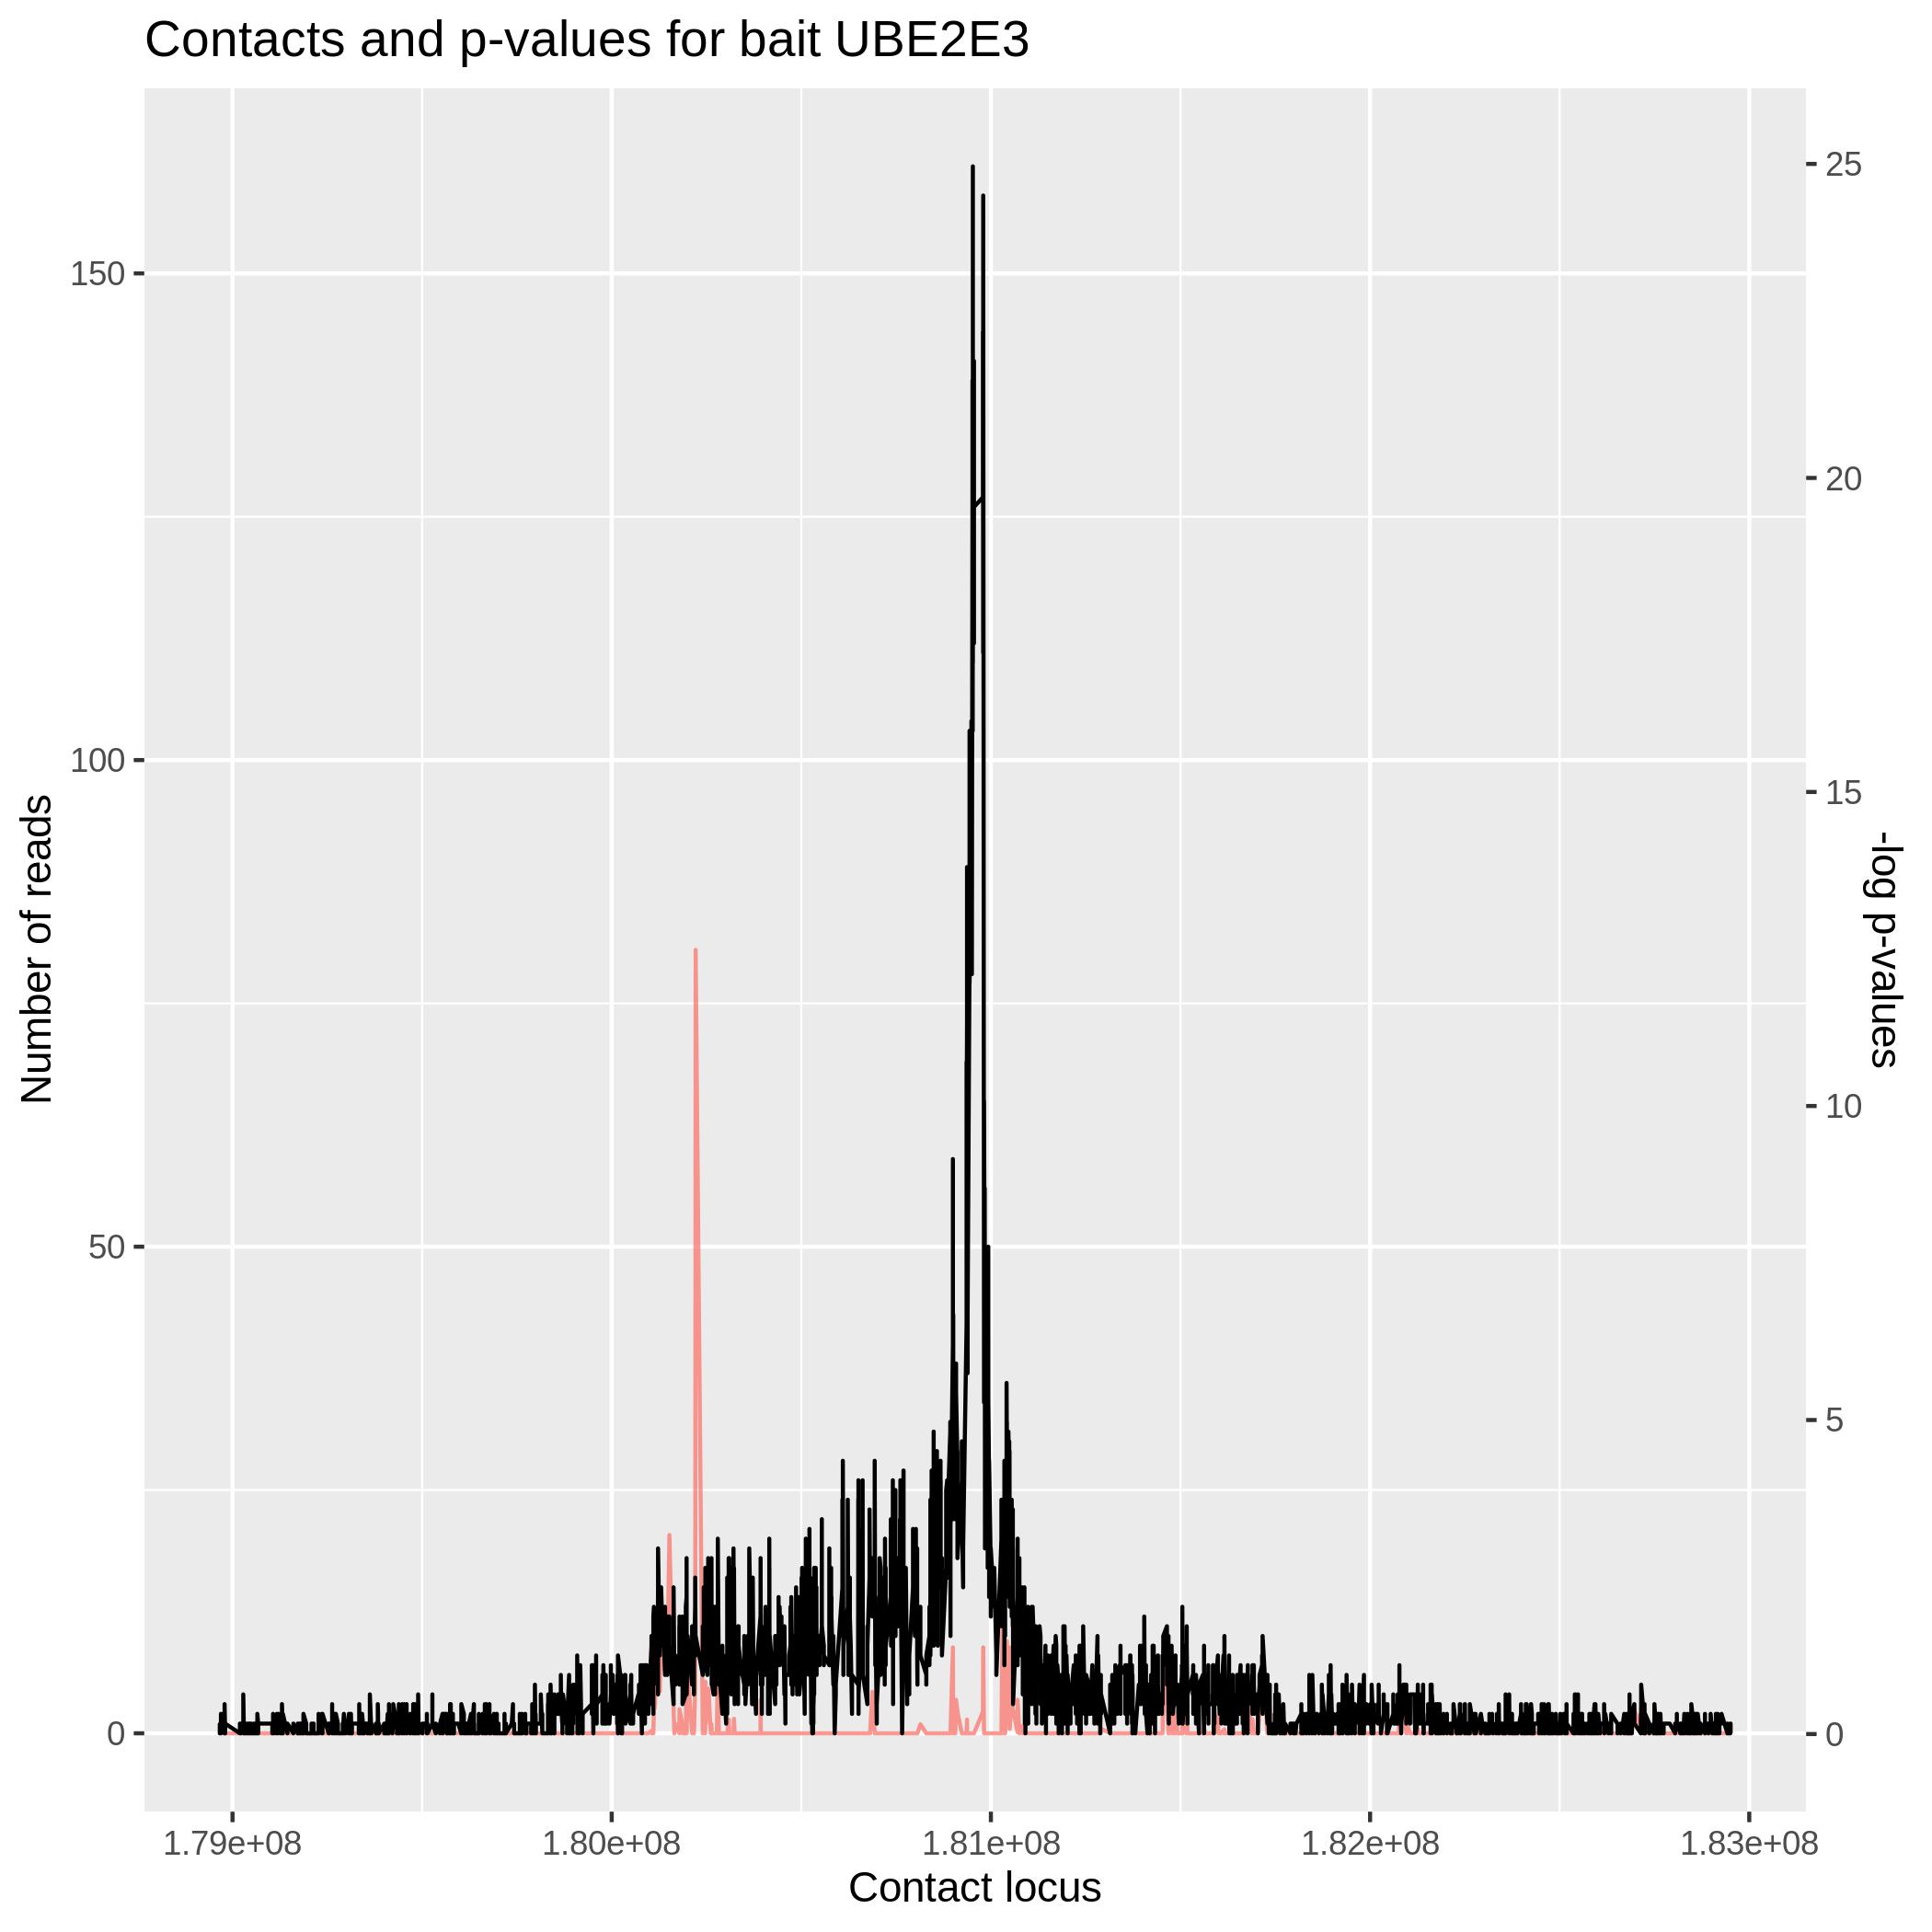 Contacts and p-values for bait UBE2E3
25
150
20
100
15
Number of reads
-log p-values
10
50
5
0
0
1.79e+08
1.80e+08
1.81e+08
1.82e+08
1.83e+08
Contact locus